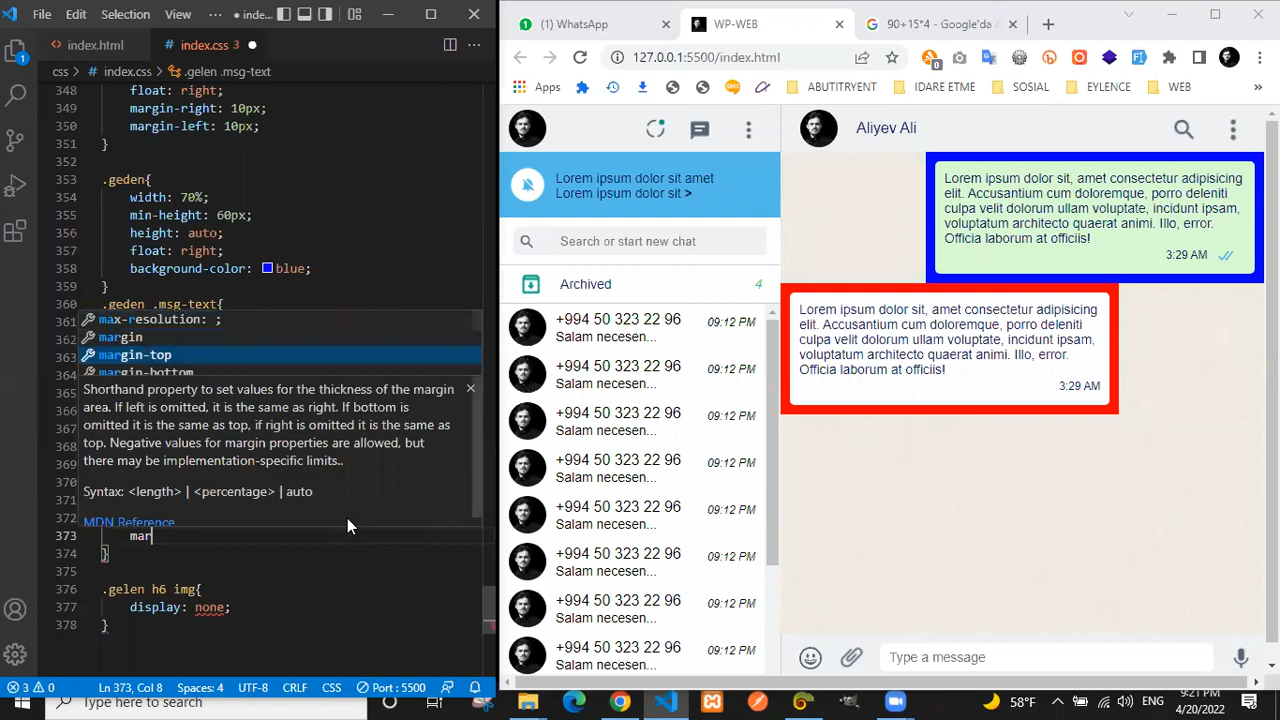 File Edit Selection View ··· ● inde...
index.html
index.css 3 ●
css > # index.css > .gelen .msg-text
348 float: right;
349 margin-right: 10px;
350 margin-left: 10px;
351 }
352
353 .geden{
354 width: 70%;
355 min-height: 60px;
356 height: auto;
357 float: right;
358 background-color: blue;
359 }
360 .geden .msg-text{
361
362
363
364
365
366
367
368
369
370
371
372
max-resolution: ;
margin
margin-top
margin-bottom
Shorthand property to set values for the thickness of the margin
area. If left is omitted, it is the same as right. If bottom is
omitted it is the same as top, if right is omitted it is the same as
top. Negative values for margin properties are allowed, but
there may be implementation-specific limits..
Syntax: <length> | <percentage> | auto
MDN Reference
373 mar
374 }
375
376 .gelen h6 img{
377 display: none;
378 }
3 0 Ln 373, Col 8 Spaces: 4 UTF-8 CRLF CSS Port : 5500
(1) WhatsApp
WP-WEB
90+15*4 - Google'da A
127.0.0.1:5500/index.html
Apps
ABUTITRYENT
IDARE ETME
SOSIAL
EYLENCE
WEB
»
Aliyev Ali
Lorem ipsum dolor sit amet
Lorem ipsum dolor sit >
Search or start new chat
Archived 4
+994 50 323 22 96 09:12 PM
Salam necesen...
+994 50 323 22 96 09:12 PM
Salam necesen...
+994 50 323 22 96 09:12 PM
Salam necesen...
+994 50 323 22 96 09:12 PM
Salam necesen...
+994 50 323 22 96 09:12 PM
Salam necesen...
+994 50 323 22 96 09:12 PM
Salam necesen...
+994 50 323 22 96 09:12 PM
Salam necesen...
+994 50 323 22 96 09:12 PM
Salam necesen...
Lorem ipsum dolor sit, amet consectetur adipisicing
elit. Accusantium cum doloremque, porro deleniti
culpa velit dolorum ullam voluptate, incidunt ipsam,
voluptatum architecto quaerat animi. Illo, error.
Officia laborum at officiis!
3:29 AM
Lorem ipsum dolor sit, amet consectetur adipisicing
elit. Accusantium cum doloremque, porro deleniti
culpa velit dolorum ullam voluptate, incidunt ipsam,
voluptatum architecto quaerat animi. Illo, error.
Officia laborum at officiis!
3:29 AM
Type a message
Type here to search
58°F
ENG
9:21 PM
4/20/2022